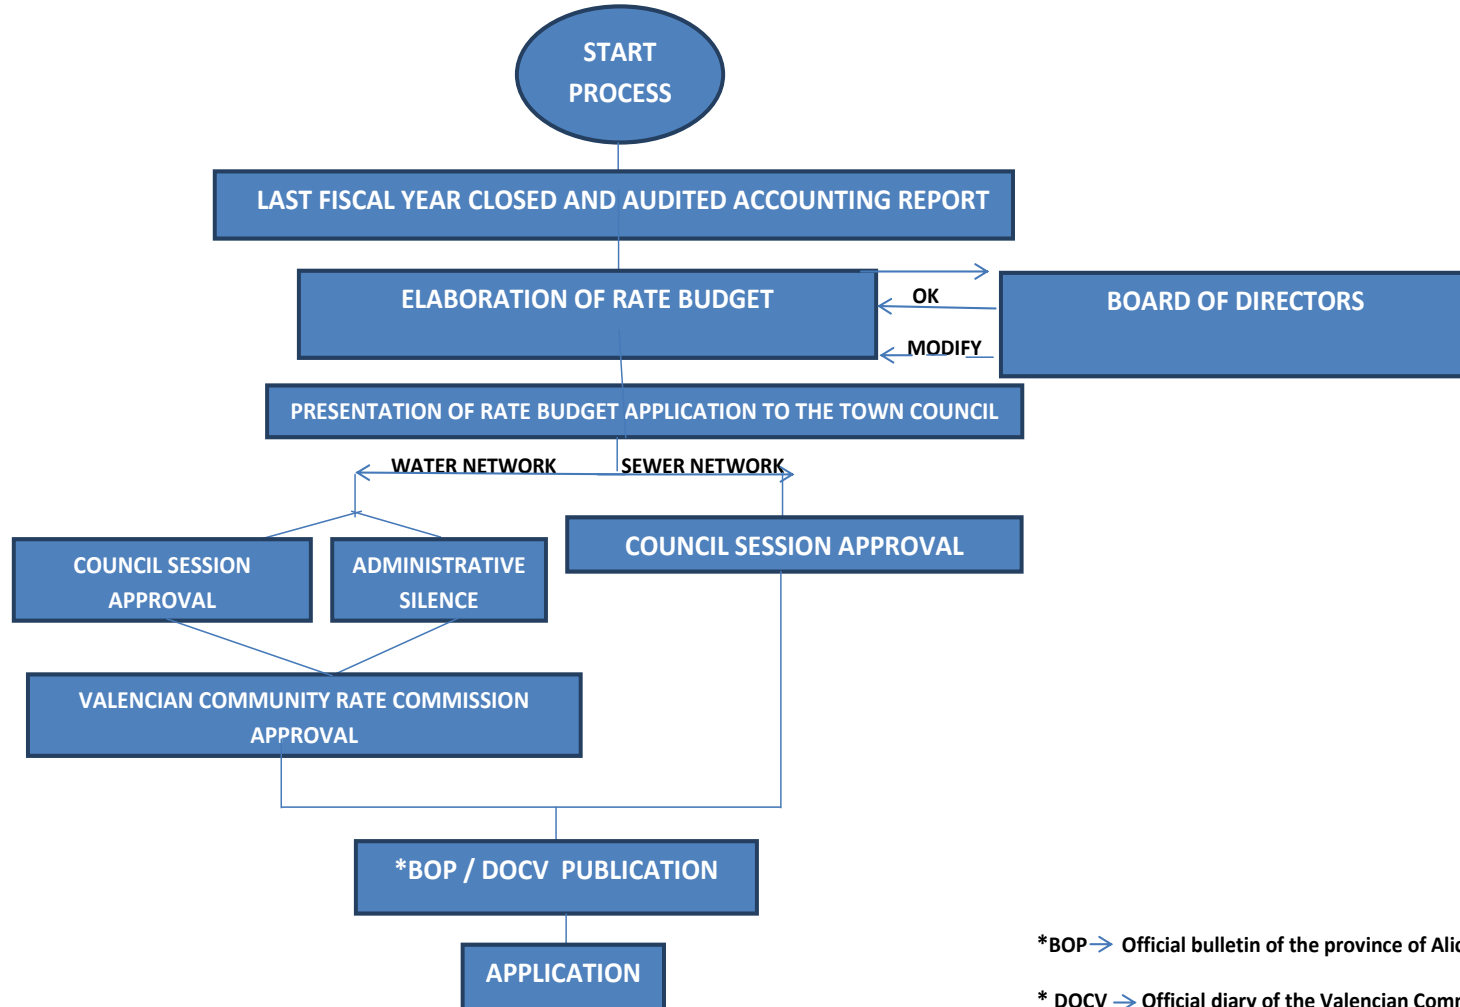 START
PROCESS
LAST FISCAL YEAR CLOSED AND AUDITED ACCOUNTING REPORT
ELABORATION OF RATE BUDGET
OK
BOARD OF DIRECTORS
MODIFY
PRESENTATION OF RATE BUDGET APPLICATION TO THE TOWN COUNCIL
WATER NETWORK
SEWER NETWORK
COUNCIL SESSION
APPROVAL
ADMINISTRATIVE
SILENCE
COUNCIL SESSION APPROVAL
VALENCIAN COMMUNITY RATE COMMISSION
APPROVAL
*BOP / DOCV PUBLICATION
APPLICATION
*BOP → Official bulletin of the province of
* DOCV → Official diary of the Valencian